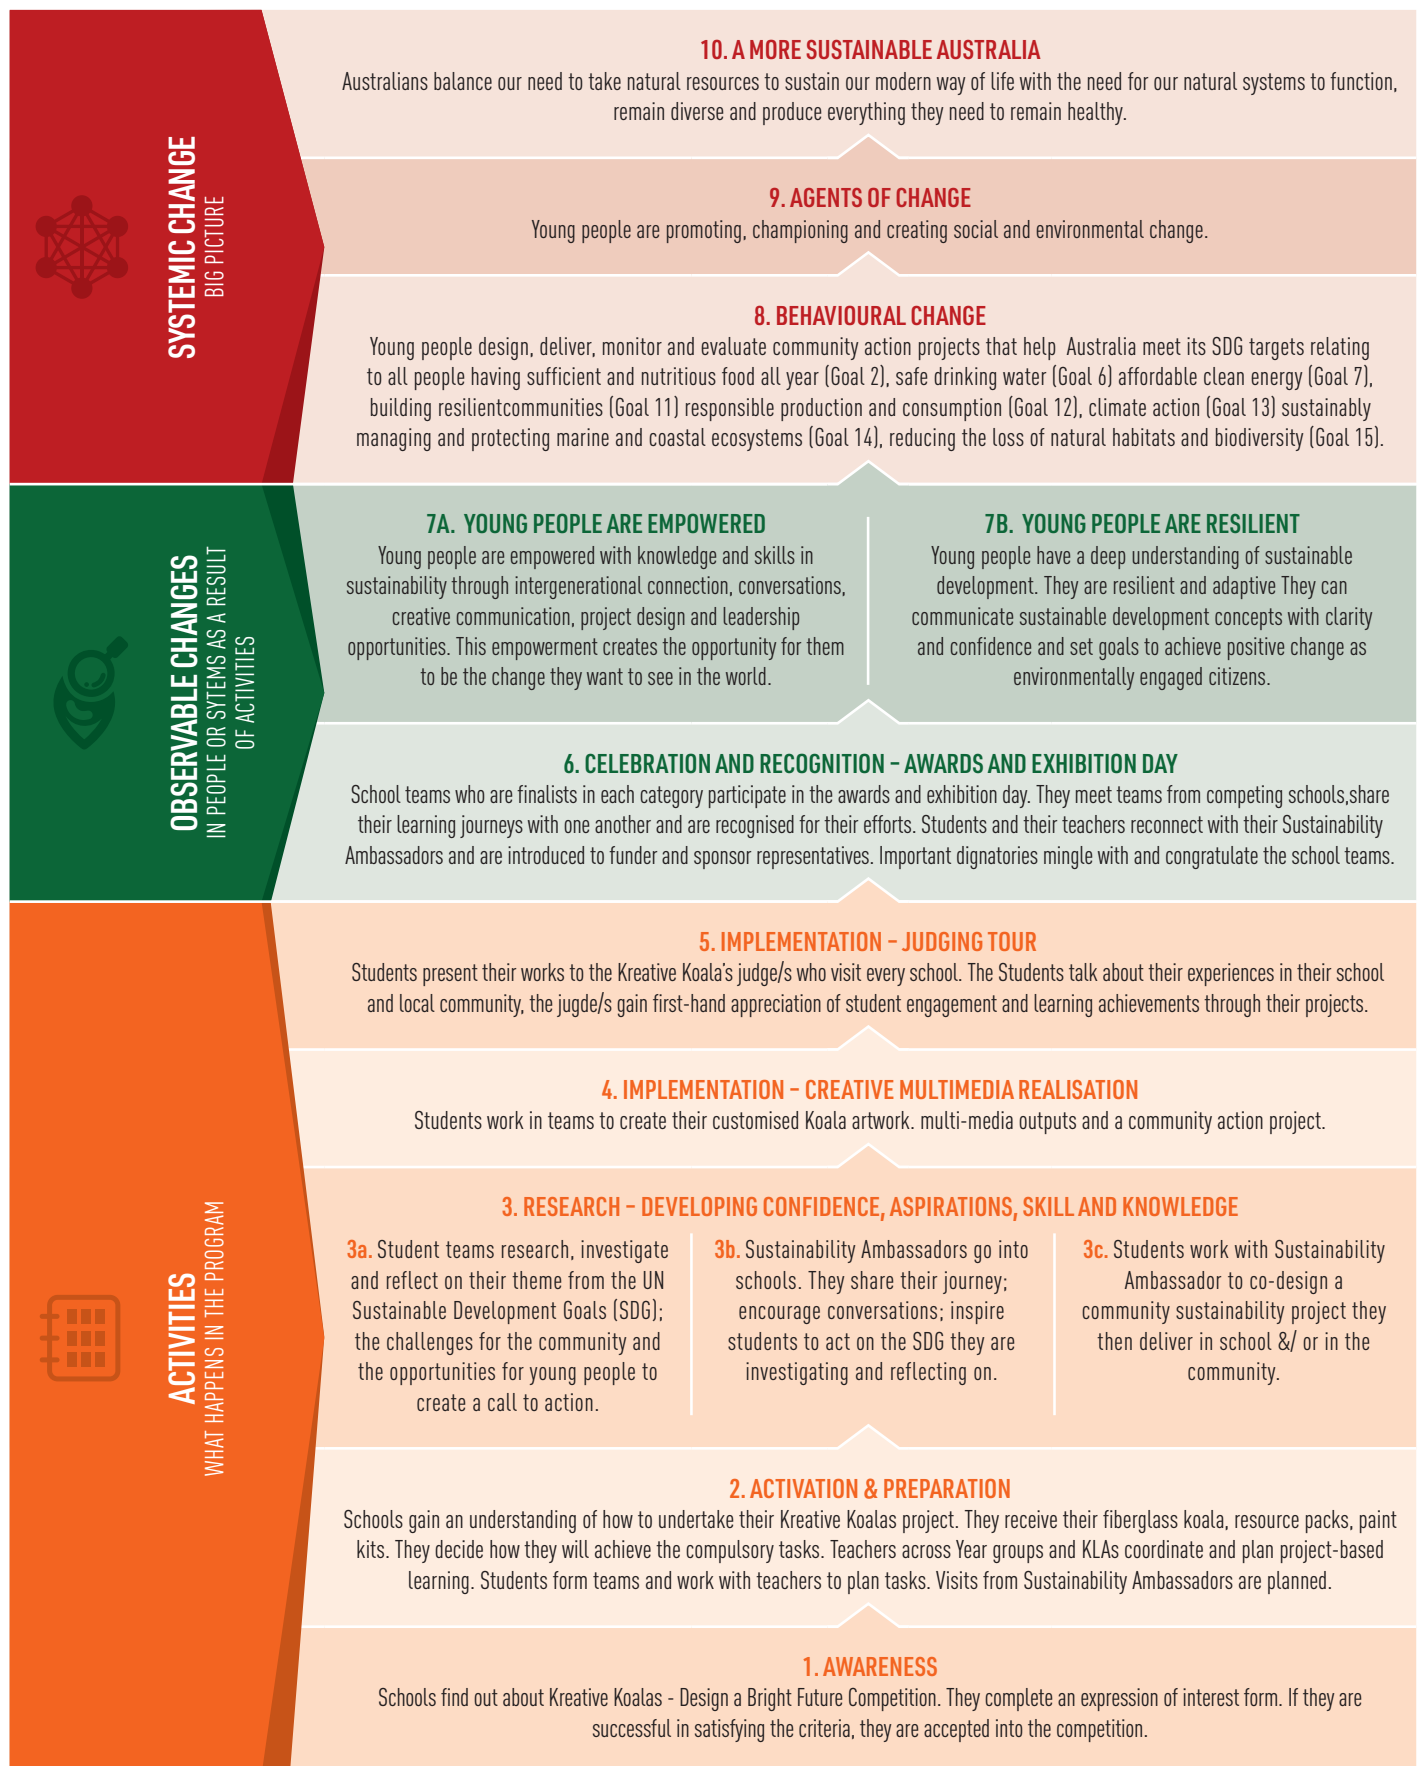 SYSTEMIC CHANGE
BIG PICTURE
10. A MORE SUSTAINABLE AUSTRALIA
Australians balance our need to take natural resources to sustain our modern way of life with the need for our natural systems to function,
remain diverse and produce everything they need to remain healthy.
9. AGENTS OF CHANGE
Young people are promoting, championing and creating social and environmental change.
8. BEHAVIOURAL CHANGE
Young people design, deliver, monitor and evaluate community action projects that help Australia meet its SDG targets relating
to all people having sufficient and nutritious food all year (Goal 2), safe drinking water (Goal 6) affordable clean energy (Goal 7),
building resilientcommunities (Goal 11) responsible production and consumption (Goal 12), climate action (Goal 13) sustainably
managing and protecting marine and coastal ecosystems (Goal 14), reducing the loss of natural habitats and biodiversity (Goal 15).
OBSERVABLE CHANGES
IN PEOPLE OR SYTEMS AS A RESULT
OF ACTIVITIES
7A. YOUNG PEOPLE ARE EMPOWERED
Young people are empowered with knowledge and skills in
sustainability through intergenerational connection, conversations,
creative communication, project design and leadership
opportunities. This empowerment creates the opportunity for them
to be the change they want to see in the world.
7B. YOUNG PEOPLE ARE RESILIENT
Young people have a deep understanding of sustainable
development. They are resilient and adaptive They can
communicate sustainable development concepts with clarity
and confidence and set goals to achieve positive change as
environmentally engaged citizens.
6. CELEBRATION AND RECOGNITION – AWARDS AND EXHIBITION DAY
School teams who are finalists in each category participate in the awards and exhibition day. They meet teams from competing schools,share
their learning journeys with one another and are recognised for their efforts. Students and their teachers reconnect with their Sustainability
Ambassadors and are introduced to funder and sponsor representatives. Important dignatories mingle with and congratulate the school teams.
ACTIVITIES
WHAT HAPPENS IN THE PROGRAM
5. IMPLEMENTATION – JUDGING TOUR
Students present their works to the Kreative Koala's judge/s who visit every school. The Students talk about their experiences in their school
and local community, the jugde/s gain first-hand appreciation of student engagement and learning achievements through their projects.
4. IMPLEMENTATION – CREATIVE MULTIMEDIA REALISATION
Students work in teams to create their customised Koala artwork. multi-media outputs and a community action project.
3. RESEARCH – DEVELOPING CONFIDENCE, ASPIRATIONS, SKILL AND KNOWLEDGE
3a. Student teams research, investigate
and reflect on their theme from the UN
Sustainable Development Goals (SDG);
the challenges for the community and
the opportunities for young people to
create a call to action.
3b. Sustainability Ambassadors go into
schools. They share their journey;
encourage conversations; inspire
students to act on the SDG they are
investigating and reflecting on.
3c. Students work with Sustainability
Ambassador to co-design a
community sustainability project they
then deliver in school &/ or in the
community.
2. ACTIVATION & PREPARATION
Schools gain an understanding of how to undertake their Kreative Koalas project. They receive their fiberglass koala, resource packs, paint
kits. They decide how they will achieve the compulsory tasks. Teachers across Year groups and KLAs coordinate and plan project-based
learning. Students form teams and work with teachers to plan tasks. Visits from Sustainability Ambassadors are planned.
1. AWARENESS
Schools find out about Kreative Koalas - Design a Bright Future Competition. They complete an expression of interest form. If they are
successful in satisfying the criteria, they are accepted into the competition.